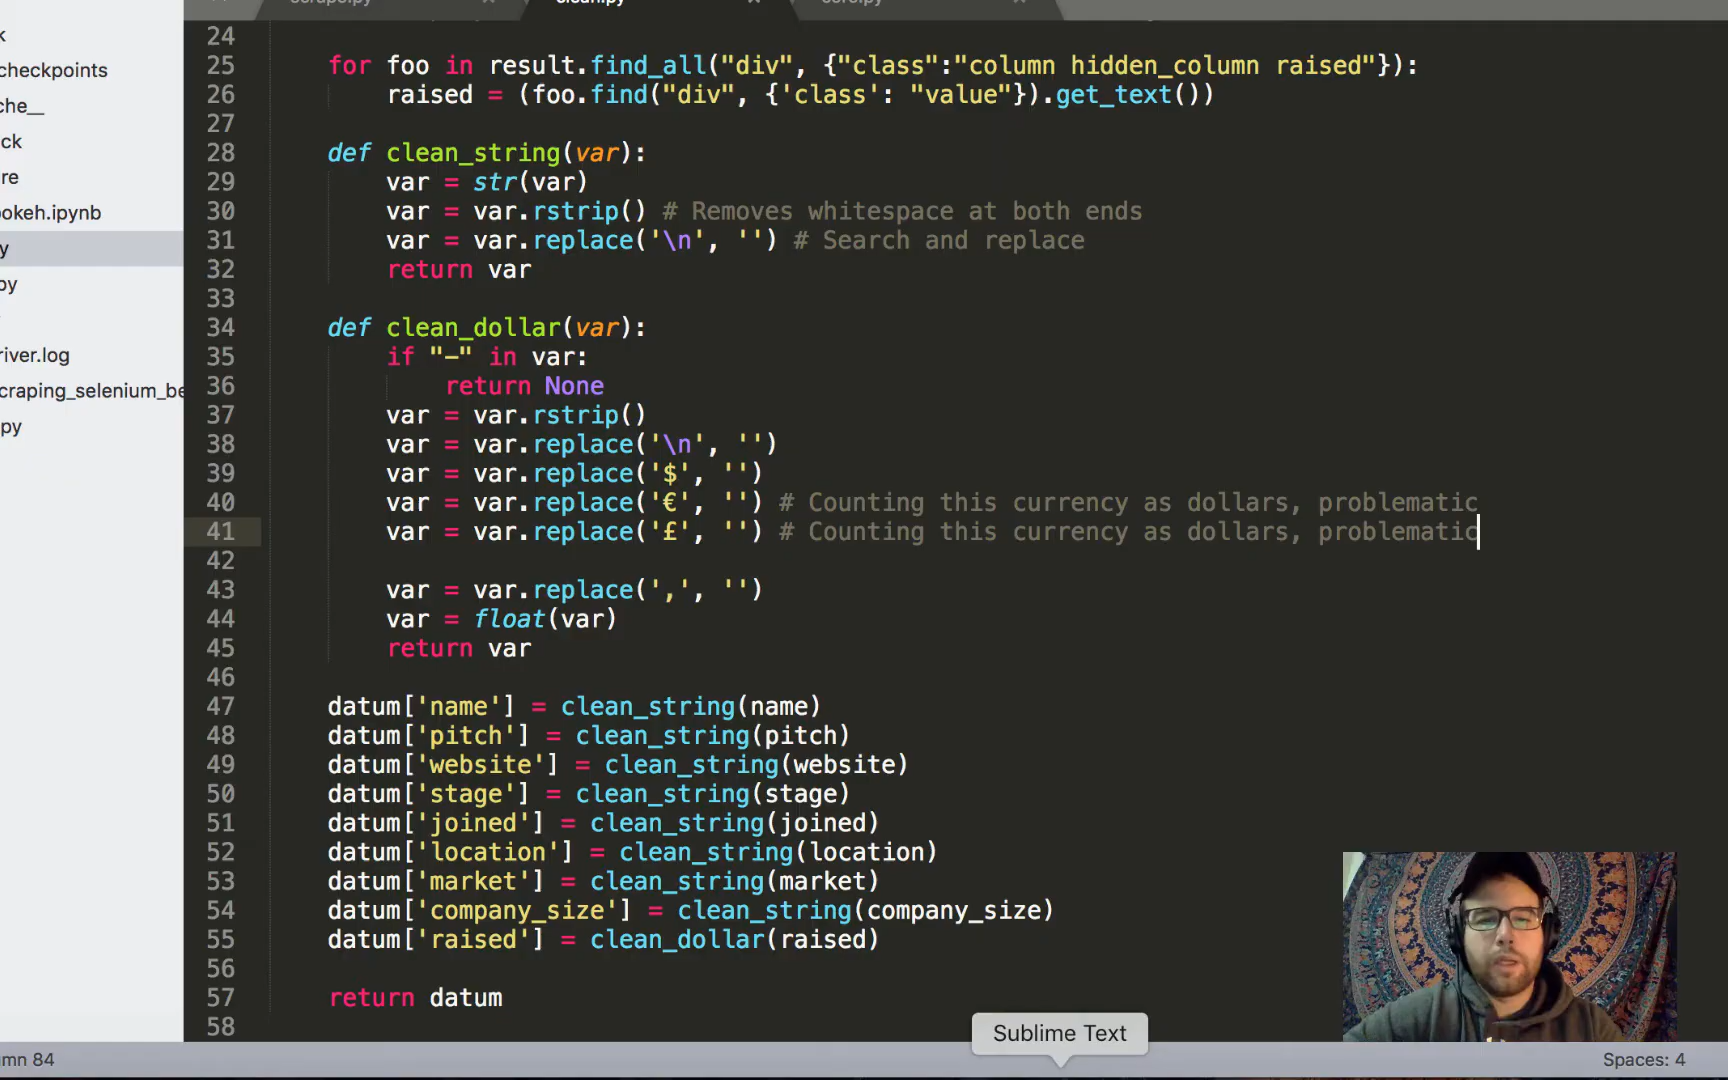 clean.py
k
checkpoints
che__
ck
re
okeh.ipynb
y
py
river.log
craping_selenium_be
py
24
25 for foo in result.find_all("div", {"class":"column hidden_column raised"}):
26 raised = (foo.find("div", {'class': "value"}).get_text())
27
28 def clean_string(var):
29 var = str(var)
30 var = var.rstrip() # Removes whitespace at both ends
31 var = var.replace('\n', '') # Search and replace
32 return var
33
34 def clean_dollar(var):
35 if "—" in var:
36 return None
37 var = var.rstrip()
38 var = var.replace('\n', '')
39 var = var.replace('$', '')
40 var = var.replace('€', '') # Counting this currency as dollars, problematic
41 var = var.replace('£', '') # Counting this currency as dollars, problematic
42
43 var = var.replace(',', '')
44 var = float(var)
45 return var
46
47 datum['name'] = clean_string(name)
48 datum['pitch'] = clean_string(pitch)
49 datum['website'] = clean_string(website)
50 datum['stage'] = clean_string(stage)
51 datum['joined'] = clean_string(joined)
52 datum['location'] = clean_string(location)
53 datum['market'] = clean_string(market)
54 datum['company_size'] = clean_string(company_size)
55 datum['raised'] = clean_dollar(raised)
56
57 return datum
58
Sublime Text
mn 84
Spaces: 4